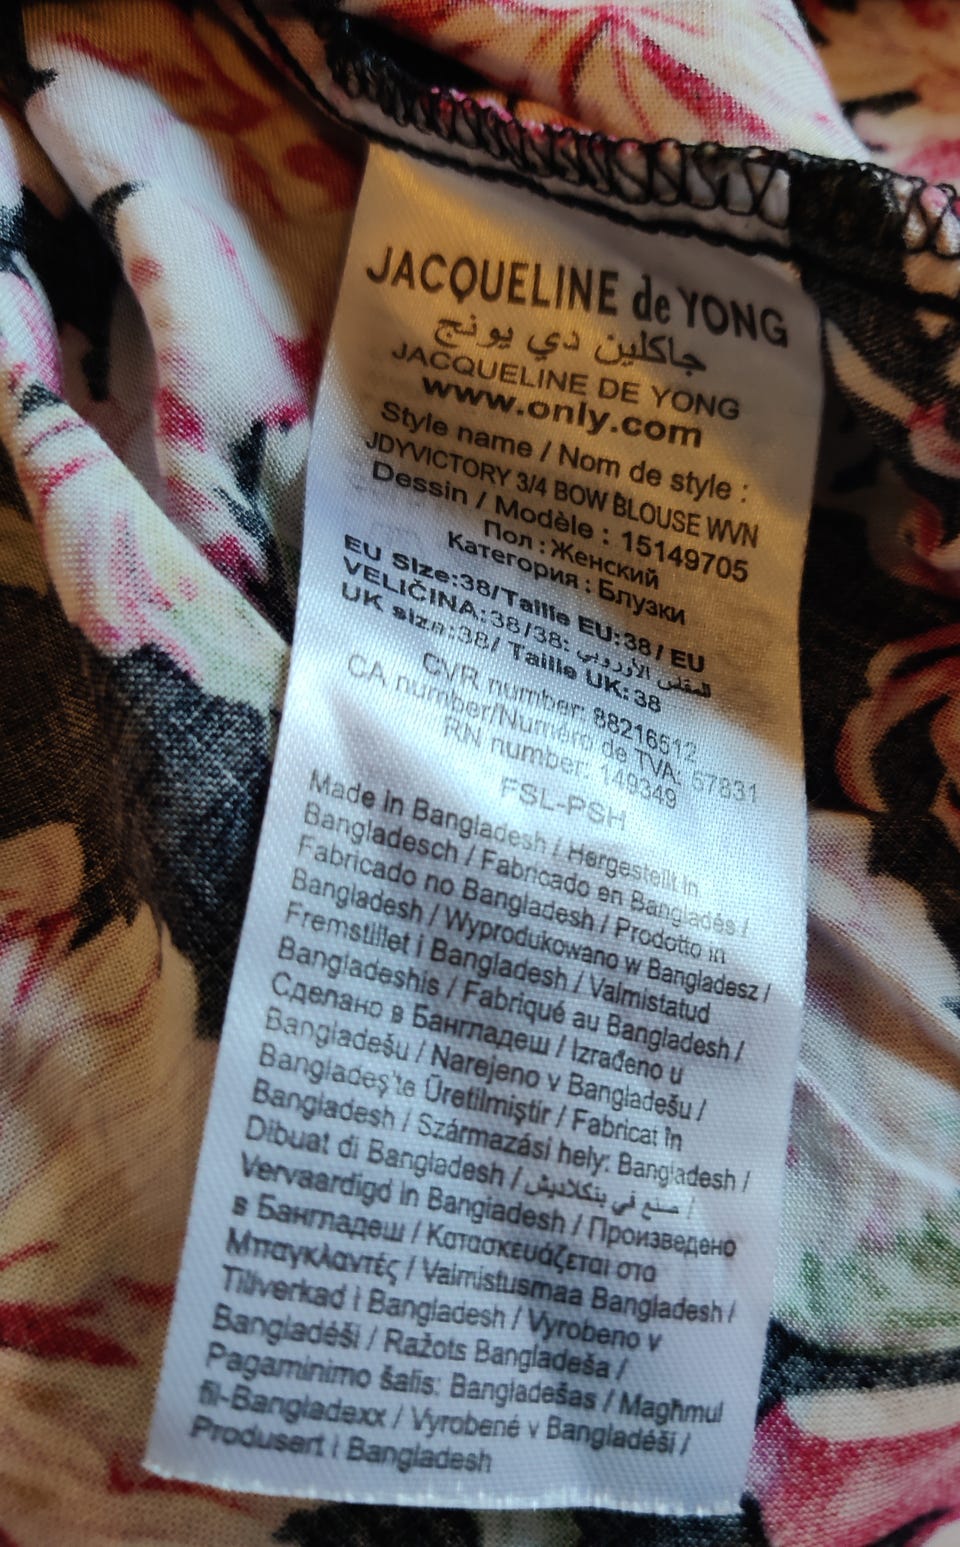 JACQUELINE de YONG
جاكلين دي يونج
JACQUELINE DE YONG
www.only.com
Style name / Nom de style :
JDYVICTORY 3/4 BOW BLOUSE WVN
Dessin / Modèle : 15149705
Пол : Женский
Категория : Блузки
EU Size:38/Taille EU:38 / EU
VELIČINA:38/38: المقاس الأوروبي
UK size:38/ Taille UK:38
CVR number: 88216512
CA number/Numéro de TVA: 57831
RN number: 149349
FSL-PSH
Made in Bangladesh / Hergestellt in
Bangladesch / Fabricado en Bangladés /
Fabricado no Bangladesh / Prodotto in
Bangladesh / Wyprodukowano w Bangladesz /
Fremstillet i Bangladesh / Valmistatud
Bangladeshis / Fabriqué au Bangladesh /
Сделано в Бангладеш / Izrađeno u
Bangladešu / Narejeno v Bangladešu /
Bangladeş'te Üretilmiştir / Fabricat în
Bangladesh / Származási hely: Bangladesh /
Dibuat di Bangladesh / صنع في بنكلاديش /
Vervaardigd in Bangladesh / Произведено
в Бангладеш / Κατασκευάζεται στο
Μπαγκλαντές / Valmistusmaa Bangladesh /
Tillverkad i Bangladesh / Vyrobeno v
Bangladéši / Ražots Bangladeša /
Pagaminimo šalis: Bangladešas / Magħmul
fil-Bangladexx / Vyrobené v Bangladéši /
Produsert i Bangladesh